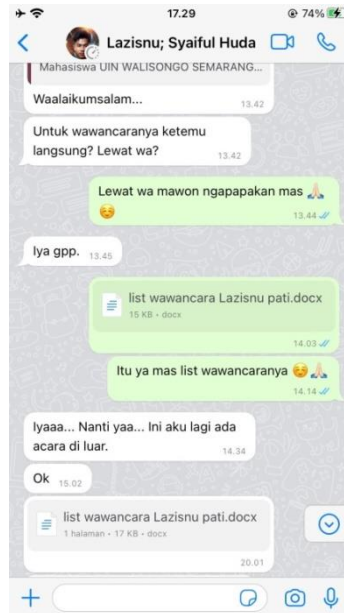 17.29
74%
Lazisnu; Syaiful Huda
Mahasiswa UIN WALISONGO SEMARANG...
Waalaikumsalam...
13.42
Untuk wawancaranya ketemu
langsung? Lewat wa?
13.42
Lewat wa mawon ngapapakan mas 🙏🏻
☺️
13.44
Iya gpp.
13.45
list wawancara Lazisnu pati.docx
15 KB • docx
14.03
Itu ya mas list wawancaranya ☺️🙏🏻
14.14
Iyaaa... Nanti yaa... Ini aku lagi ada
acara di luar.
14.34
Ok
15.02
list wawancara Lazisnu pati.docx
1 halaman • 17 KB • docx
20.01